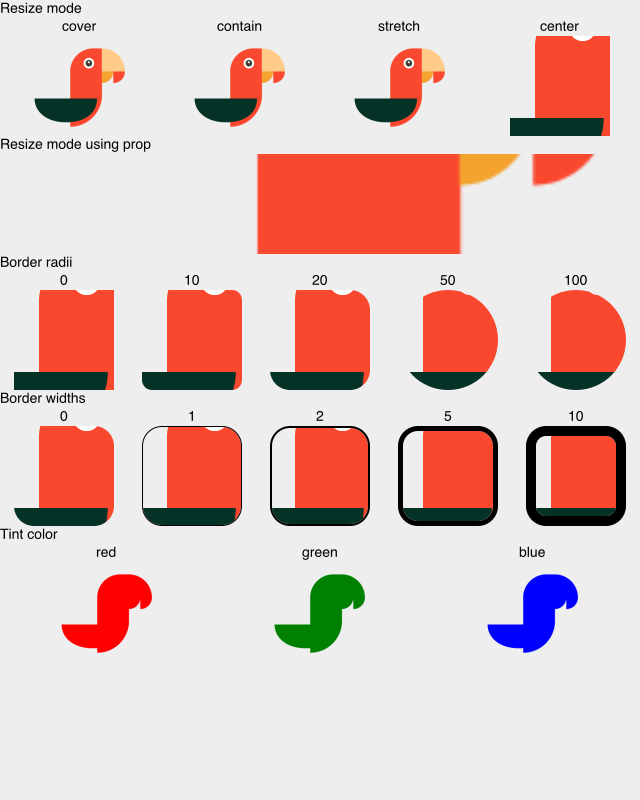 Resize mode
cover contain stretch center
Resize mode using prop
Border radii
0 10 20 50 100
Border widths
0 1 2 5 10
Tint color
red green blue